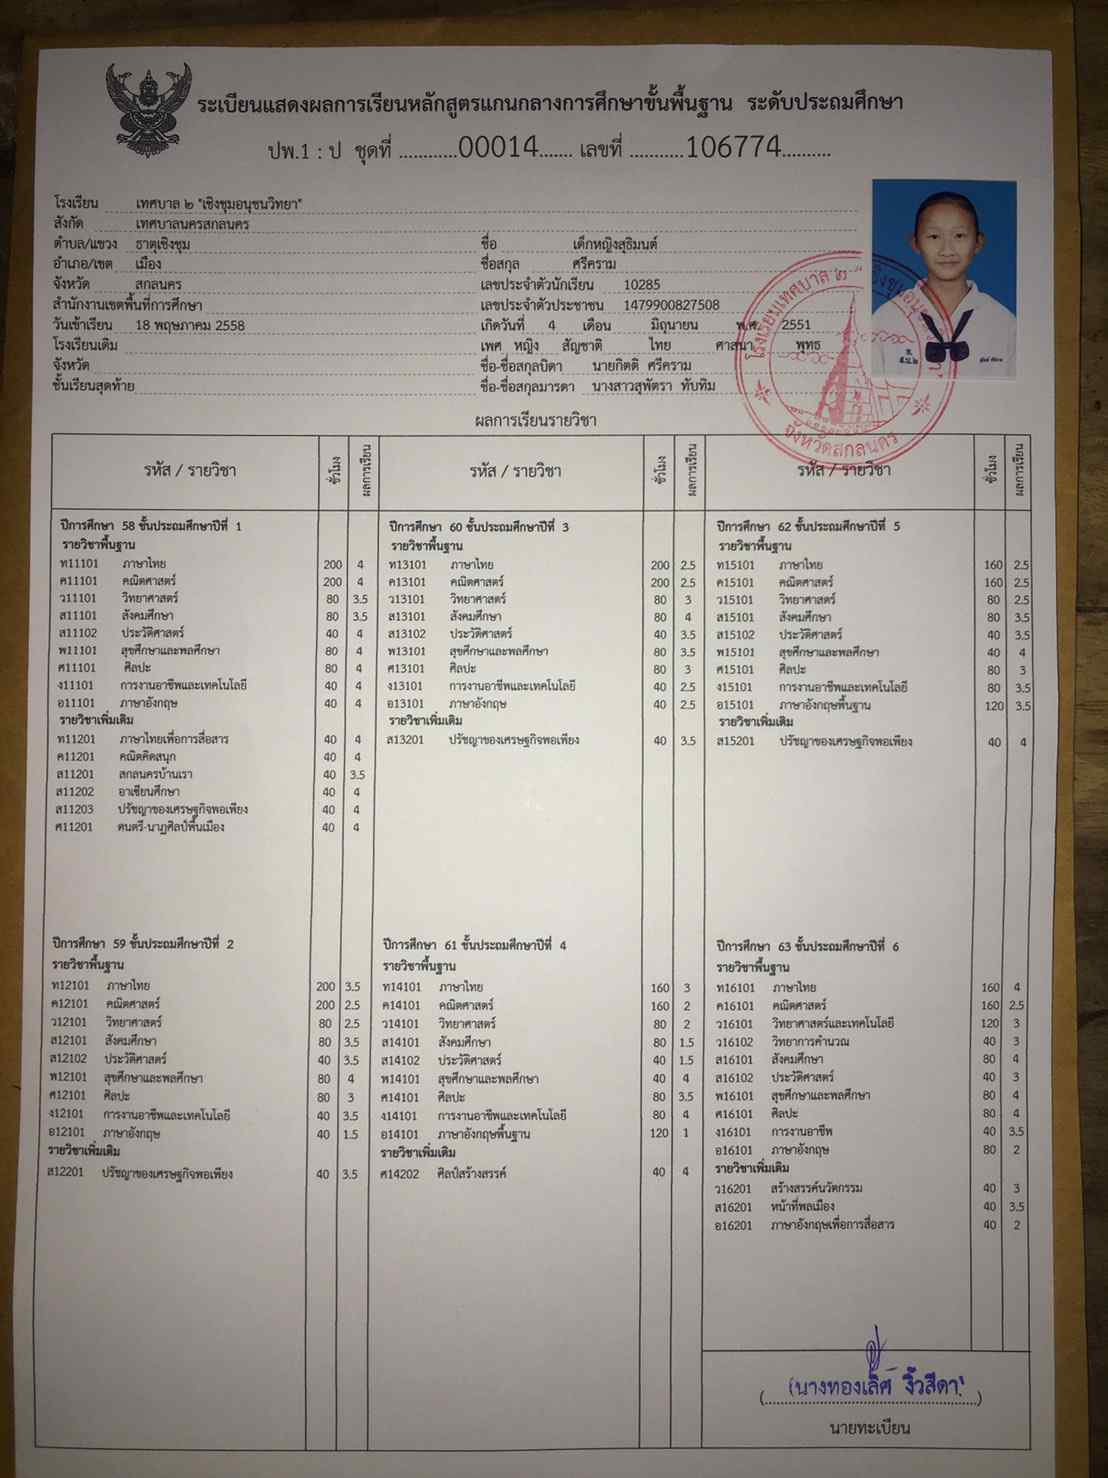 ระเบียนแสดงผลการเรียนหลักสูตรแกนกลางการศึกษาขั้นพื้นฐาน ระดับประถมศึกษา
ปพ.1 : ป ชุดที่ ............00014....... เลขที่ ...........106774..........
โรงเรียน เทศบาล ๒ "เชิงชุมอนุชนวิทยา"
สังกัด เทศบาลนครสกลนคร
ตำบล/แขวง ธาตุเชิงชุม
อำเภอ/เขต เมือง
จังหวัด สกลนคร
สำนักงานเขตพื้นที่การศึกษา
วันเข้าเรียน 18 พฤษภาคม 2558
โรงเรียนเดิม
จังหวัด
ชั้นเรียนสุดท้าย
ชื่อ เด็กหญิงสุธิมนต์
ชื่อสกุล ศรีคราม
เลขประจำตัวนักเรียน 10285
เลขประจำตัวประชาชน 1479900827508
เกิดวันที่ 4 เดือน มิถุนายน พ.ศ. 2551
เพศ หญิง สัญชาติ ไทย ศาสนา พุทธ
ชื่อ-ชื่อสกุลบิดา นายกิตติ ศรีคราม
ชื่อ-ชื่อสกุลมารดา นางสาวสุพัตรา ทับทิม
จังหวัดสกลนคร
ผลการเรียนรายวิชา
รหัส / รายวิชา ชั่วโมง ผลการเรียน
ปีการศึกษา 58 ชั้นประถมศึกษาปีที่ 1
รายวิชาพื้นฐาน
ท11101 ภาษาไทย 200 4
ค11101 คณิตศาสตร์ 200 4
ว11101 วิทยาศาสตร์ 80 3.5
ส11101 สังคมศึกษา 80 3.5
ส11102 ประวัติศาสตร์ 40 4
พ11101 สุขศึกษาและพลศึกษา 80 4
ศ11101 ศิลปะ 80 4
ง11101 การงานอาชีพและเทคโนโลยี 40 4
อ11101 ภาษาอังกฤษ 40 4
รายวิชาเพิ่มเติม
ท11201 ภาษาไทยเพื่อการสื่อสาร 40 4
ค11201 คณิตคิดสนุก 40 4
ส11201 สกลนครบ้านเรา 40 3.5
ส11202 อาเซียนศึกษา 40 4
ส11203 ปรัชญาของเศรษฐกิจพอเพียง 40 4
ศ11201 ดนตรี-นาฏศิลป์พื้นเมือง 40 4
ปีการศึกษา 59 ชั้นประถมศึกษาปีที่ 2
รายวิชาพื้นฐาน
ท12101 ภาษาไทย 200 3.5
ค12101 คณิตศาสตร์ 200 2.5
ว12101 วิทยาศาสตร์ 80 2.5
ส12101 สังคมศึกษา 80 3.5
ส12102 ประวัติศาสตร์ 40 3.5
พ12101 สุขศึกษาและพลศึกษา 80 4
ศ12101 ศิลปะ 80 3
ง12101 การงานอาชีพและเทคโนโลยี 40 3.5
อ12101 ภาษาอังกฤษ 40 1.5
รายวิชาเพิ่มเติม
ส12201 ปรัชญาของเศรษฐกิจพอเพียง 40 3.5
รหัส / รายวิชา ชั่วโมง ผลการเรียน
ปีการศึกษา 60 ชั้นประถมศึกษาปีที่ 3
รายวิชาพื้นฐาน
ท13101 ภาษาไทย 200 2.5
ค13101 คณิตศาสตร์ 200 2.5
ว13101 วิทยาศาสตร์ 80 3
ส13101 สังคมศึกษา 80 4
ส13102 ประวัติศาสตร์ 40 3.5
พ13101 สุขศึกษาและพลศึกษา 80 3.5
ศ13101 ศิลปะ 80 3
ง13101 การงานอาชีพและเทคโนโลยี 40 2.5
อ13101 ภาษาอังกฤษ 40 2.5
รายวิชาเพิ่มเติม
ส13201 ปรัชญาของเศรษฐกิจพอเพียง 40 3.5
ปีการศึกษา 61 ชั้นประถมศึกษาปีที่ 4
รายวิชาพื้นฐาน
ท14101 ภาษาไทย 160 3
ค14101 คณิตศาสตร์ 160 2
ว14101 วิทยาศาสตร์ 80 2
ส14101 สังคมศึกษา 80 1.5
ส14102 ประวัติศาสตร์ 40 1.5
พ14101 สุขศึกษาและพลศึกษา 40 4
ศ14101 ศิลปะ 80 3.5
ง14101 การงานอาชีพและเทคโนโลยี 80 4
อ14101 ภาษาอังกฤษพื้นฐาน 120 1
รายวิชาเพิ่มเติม
ศ14202 ศิลป์สร้างสรรค์ 40 4
รหัส / รายวิชา ชั่วโมง ผลการเรียน
ปีการศึกษา 62 ชั้นประถมศึกษาปีที่ 5
รายวิชาพื้นฐาน
ท15101 ภาษาไทย 160 2.5
ค15101 คณิตศาสตร์ 160 2.5
ว15101 วิทยาศาสตร์ 80 2.5
ส15101 สังคมศึกษา 80 3.5
ส15102 ประวัติศาสตร์ 40 3.5
พ15101 สุขศึกษาและพลศึกษา 40 4
ศ15101 ศิลปะ 80 3
ง15101 การงานอาชีพและเทคโนโลยี 80 3.5
อ15101 ภาษาอังกฤษพื้นฐาน 120 3.5
รายวิชาเพิ่มเติม
ส15201 ปรัชญาของเศรษฐกิจพอเพียง 40 4
ปีการศึกษา 63 ชั้นประถมศึกษาปีที่ 6
รายวิชาพื้นฐาน
ท16101 ภาษาไทย 160 4
ค16101 คณิตศาสตร์ 160 2.5
ว16101 วิทยาศาสตร์และเทคโนโลยี 120 3
ว16102 วิทยาการคำนวณ 40 3
ส16101 สังคมศึกษา 80 4
ส16102 ประวัติศาสตร์ 40 3
พ16101 สุขศึกษาและพลศึกษา 80 4
ศ16101 ศิลปะ 80 4
ง16101 การงานอาชีพ 40 3.5
อ16101 ภาษาอังกฤษ 80 2
รายวิชาเพิ่มเติม
ว16201 สร้างสรรค์นวัตกรรม 40 3
ส16201 หน้าที่พลเมือง 40 3.5
อ16201 ภาษาอังกฤษเพื่อการสื่อสาร 40 2
(นางทองเลิศ งิ้วสีดา)
นายทะเบียน